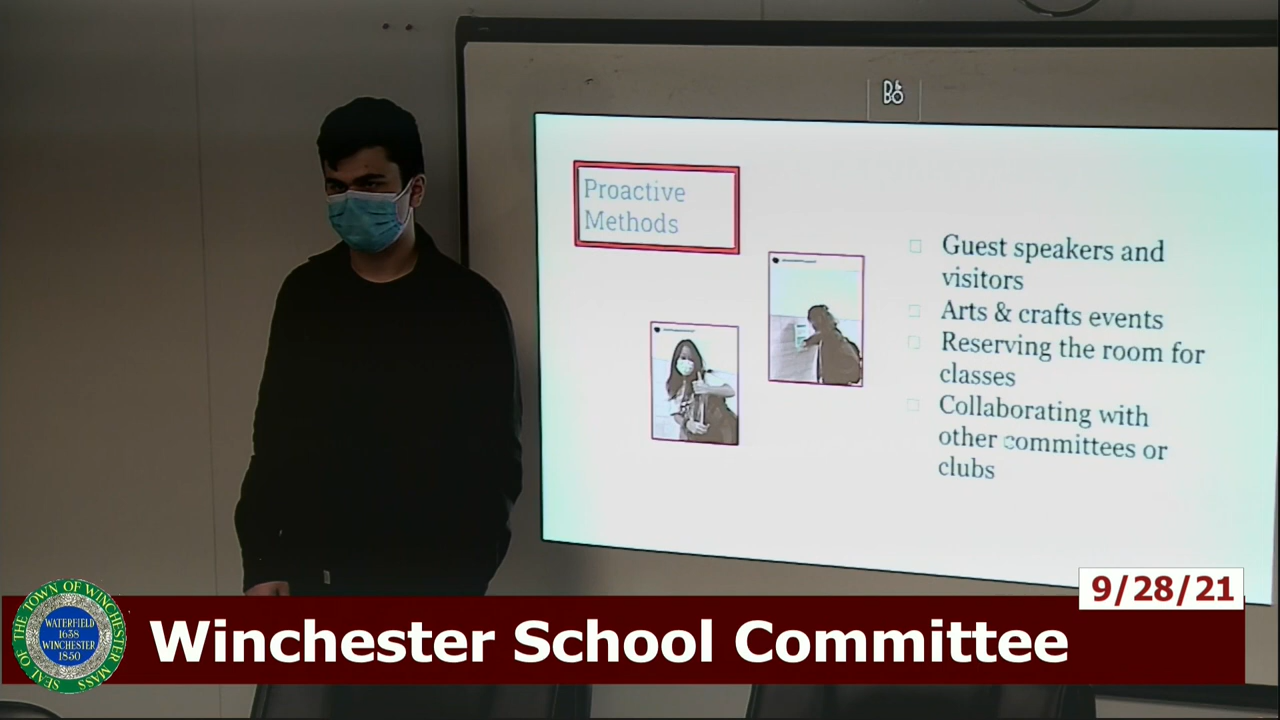 Proactive
Methods
Guest speakers and
visitors
Arts & crafts events
Reserving the room for
classes
Collaborating with
other committees or
clubs
9/28/21
Winchester School Committee
SEAL OF THE TOWN OF WINCHESTER MASS
WATERFIELD
1638
WINCHESTER
1850